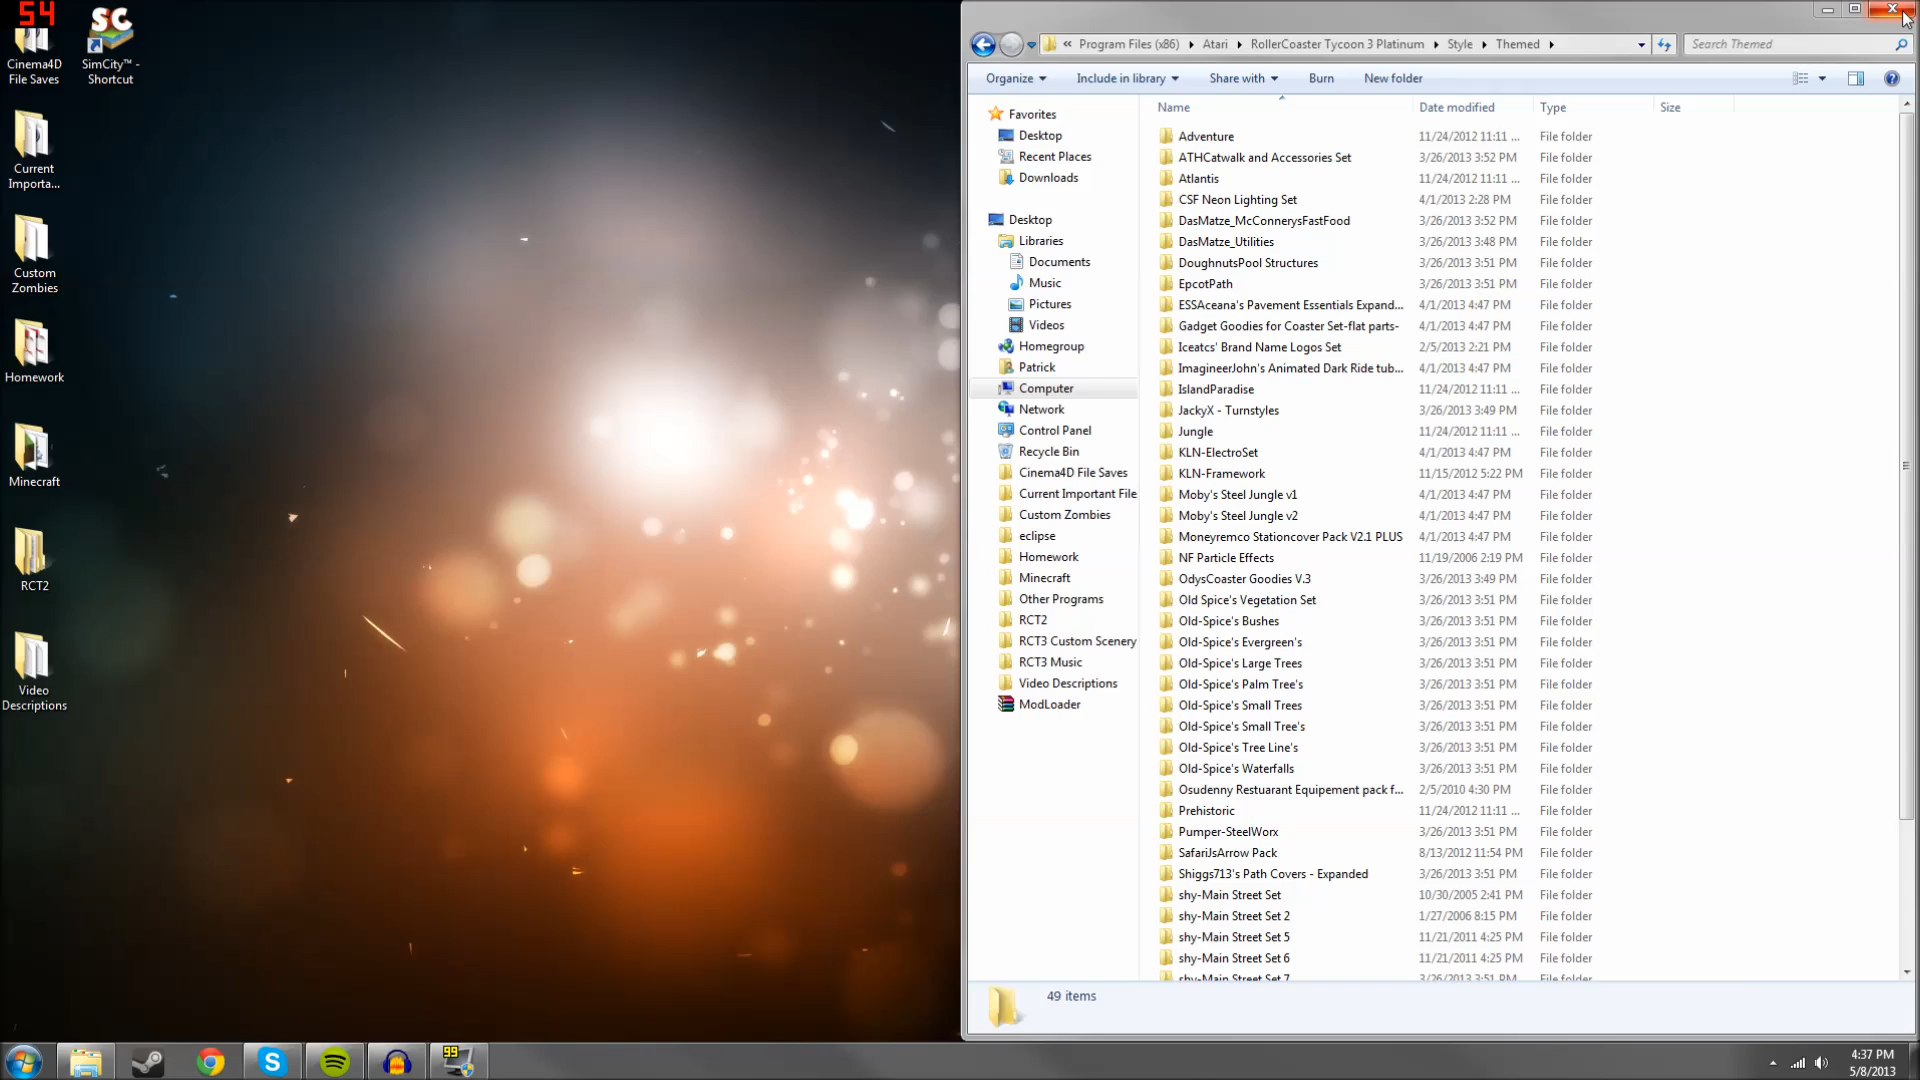 54
Cinema4D
File Saves
SC
SimCity™ -
Shortcut
Current
Importa...
Custom
Zombies
Homework
Minecraft
RCT2
Video
Descriptions
« Program Files (x86) Atari RollerCoaster Tycoon 3 Platinum Style Themed
Search Themed
Organize Include in library Share with Burn New folder
Favorites
Desktop
Recent Places
Downloads
Desktop
Libraries
Documents
Music
Pictures
Videos
Homegroup
Patrick
Computer
Network
Control Panel
Recycle Bin
Cinema4D File Saves
Current Important File
Custom Zombies
eclipse
Homework
Minecraft
Other Programs
RCT2
RCT3 Custom Scenery
RCT3 Music
Video Descriptions
ModLoader
Name Date modified Type Size
Adventure 11/24/2012 11:11 ... File folder
ATHCatwalk and Accessories Set 3/26/2013 3:52 PM File folder
Atlantis 11/24/2012 11:11 ... File folder
CSF Neon Lighting Set 4/1/2013 2:28 PM File folder
DasMatze_McConnerysFastFood 3/26/2013 3:52 PM File folder
DasMatze_Utilities 3/26/2013 3:48 PM File folder
DoughnutsPool Structures 3/26/2013 3:51 PM File folder
EpcotPath 3/26/2013 3:51 PM File folder
ESSAceana's Pavement Essentials Expand... 4/1/2013 4:47 PM File folder
Gadget Goodies for Coaster Set-flat parts- 4/1/2013 4:47 PM File folder
Iceatcs' Brand Name Logos Set 2/5/2013 2:21 PM File folder
ImagineerJohn's Animated Dark Ride tub... 4/1/2013 4:47 PM File folder
IslandParadise 11/24/2012 11:11 ... File folder
JackyX - Turnstyles 3/26/2013 3:49 PM File folder
Jungle 11/24/2012 11:11 ... File folder
KLN-ElectroSet 4/1/2013 4:47 PM File folder
KLN-Framework 11/15/2012 5:22 PM File folder
Moby's Steel Jungle v1 4/1/2013 4:47 PM File folder
Moby's Steel Jungle v2 4/1/2013 4:47 PM File folder
Moneyremco Stationcover Pack V2.1 PLUS 4/1/2013 4:47 PM File folder
NF Particle Effects 11/19/2006 2:19 PM File folder
OdysCoaster Goodies V.3 3/26/2013 3:49 PM File folder
Old Spice's Vegetation Set 3/26/2013 3:51 PM File folder
Old-Spice's Bushes 3/26/2013 3:51 PM File folder
Old-Spice's Evergreen's 3/26/2013 3:51 PM File folder
Old-Spice's Large Trees 3/26/2013 3:51 PM File folder
Old-Spice's Palm Tree's 3/26/2013 3:51 PM File folder
Old-Spice's Small Trees 3/26/2013 3:51 PM File folder
Old-Spice's Small Tree's 3/26/2013 3:51 PM File folder
Old-Spice's Tree Line's 3/26/2013 3:51 PM File folder
Old-Spice's Waterfalls 3/26/2013 3:51 PM File folder
Osudenny Restuarant Equipement pack f... 2/5/2010 4:30 PM File folder
Prehistoric 11/24/2012 11:11 ... File folder
Pumper-SteelWorx 3/26/2013 3:51 PM File folder
SafariJsArrow Pack 8/13/2012 11:54 PM File folder
Shiggs713's Path Covers - Expanded 3/26/2013 3:51 PM File folder
shy-Main Street Set 10/30/2005 2:41 PM File folder
shy-Main Street Set 2 1/27/2006 8:15 PM File folder
shy-Main Street Set 5 11/21/2011 4:25 PM File folder
shy-Main Street Set 6 11/21/2011 4:25 PM File folder
shy-Main Street Set 7 3/26/2013 3:51 PM File folder
49 items
99
4:37 PM
5/8/2013